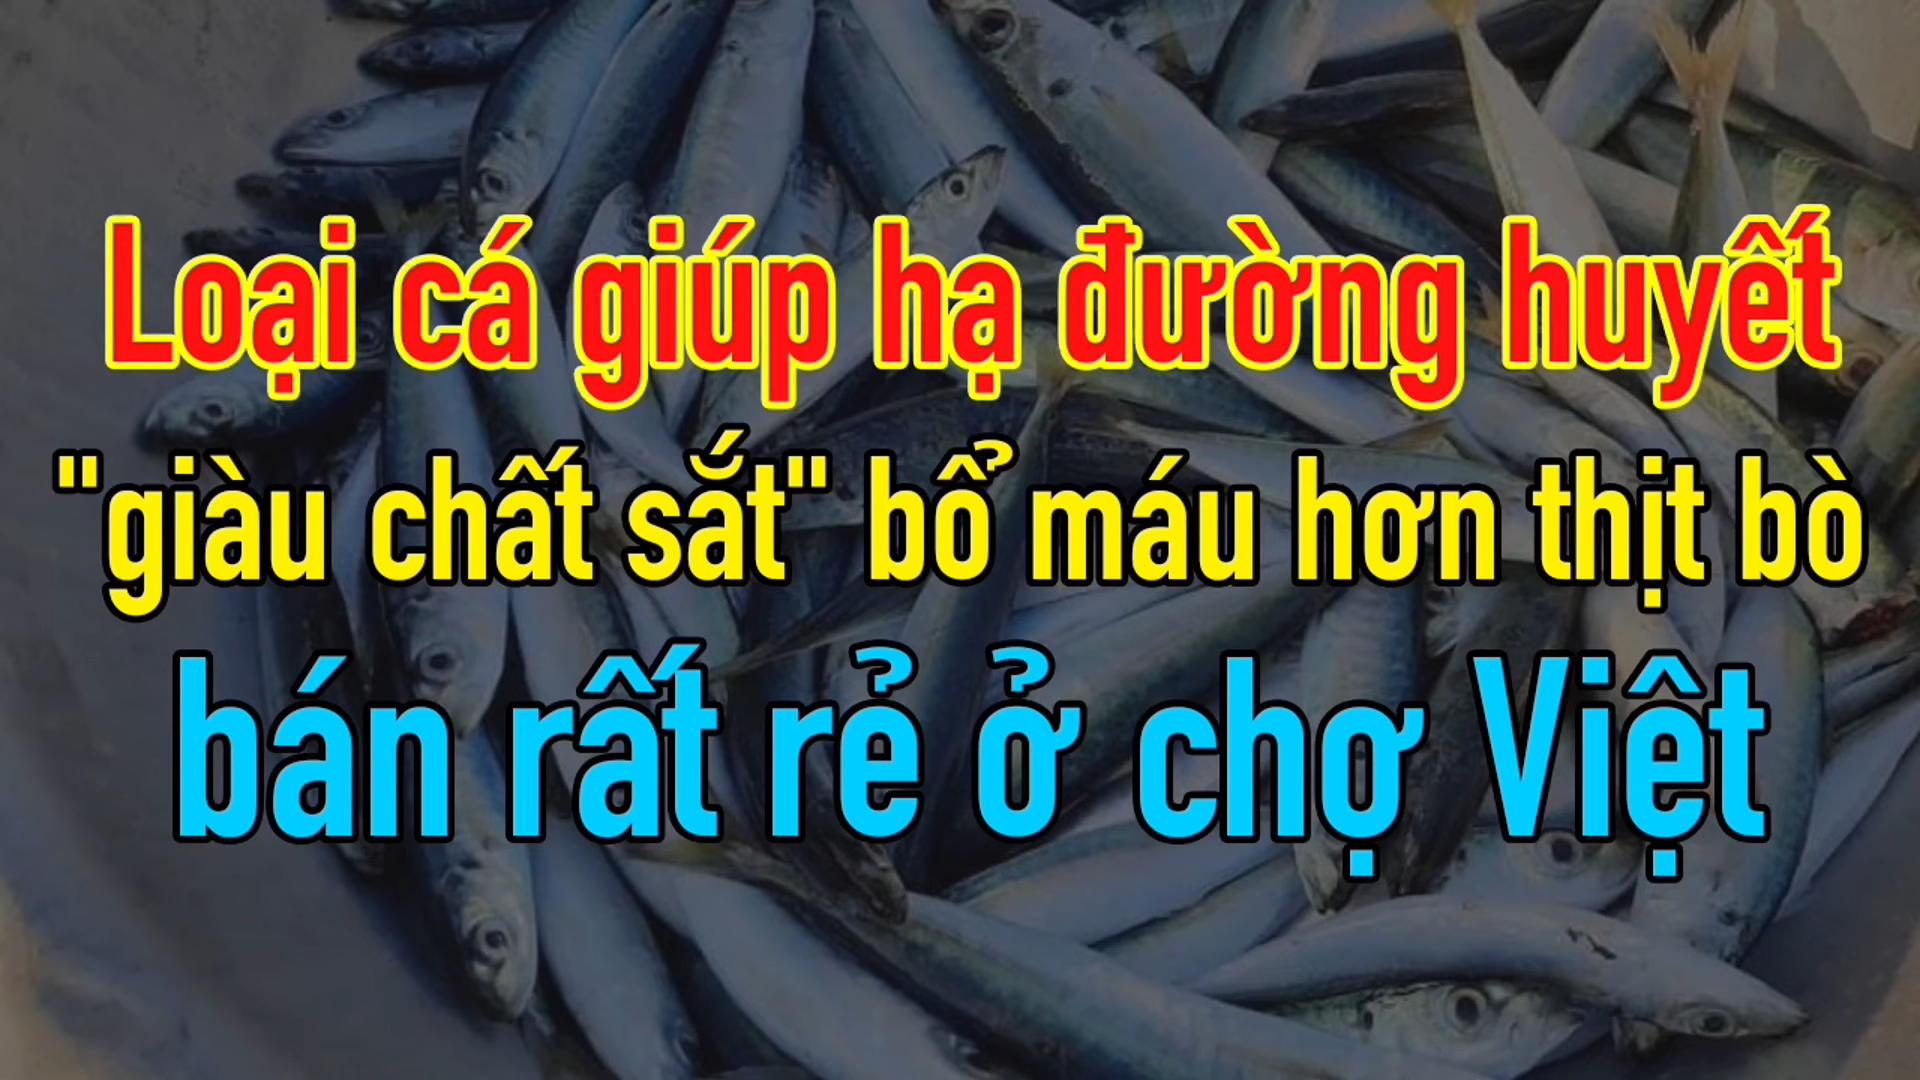 Loại cá giúp hạ đường huyết
"giàu chất sắt" bổ máu hơn thịt bò
bán rất rẻ ở chợ Việt